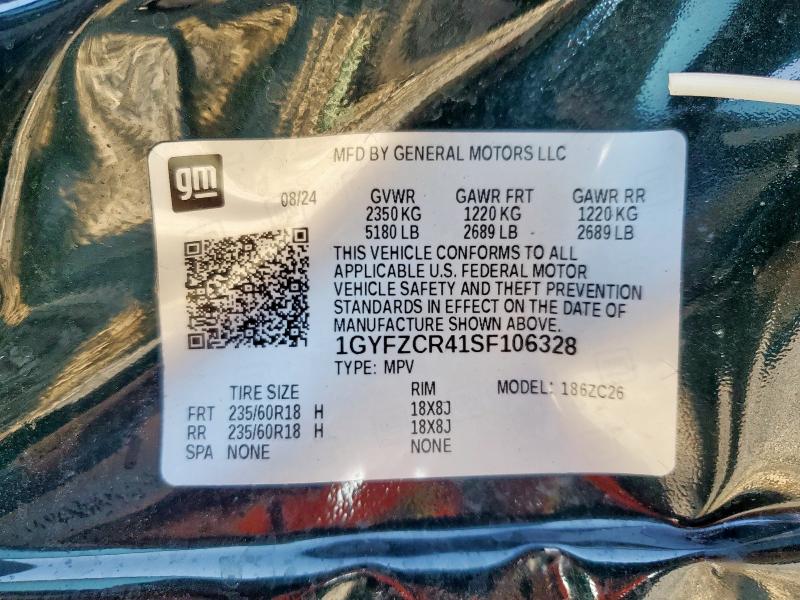 gm
MFD BY GENERAL MOTORS LLC
08/24
GVWR GAWR FRT GAWR RR
2350 KG 1220 KG 1220 KG
5180 LB 2689 LB 2689 LB
THIS VEHICLE CONFORMS TO ALL
APPLICABLE U.S. FEDERAL MOTOR
VEHICLE SAFETY AND THEFT PREVENTION
STANDARDS IN EFFECT ON THE DATE OF
MANUFACTURE SHOWN ABOVE.
1GYFZCR41SF106328
TYPE: MPV
TIRE SIZE RIM MODEL: 186ZC26
FRT 235/60R18 H 18X8J
RR 235/60R18 H 18X8J
SPA NONE NONE